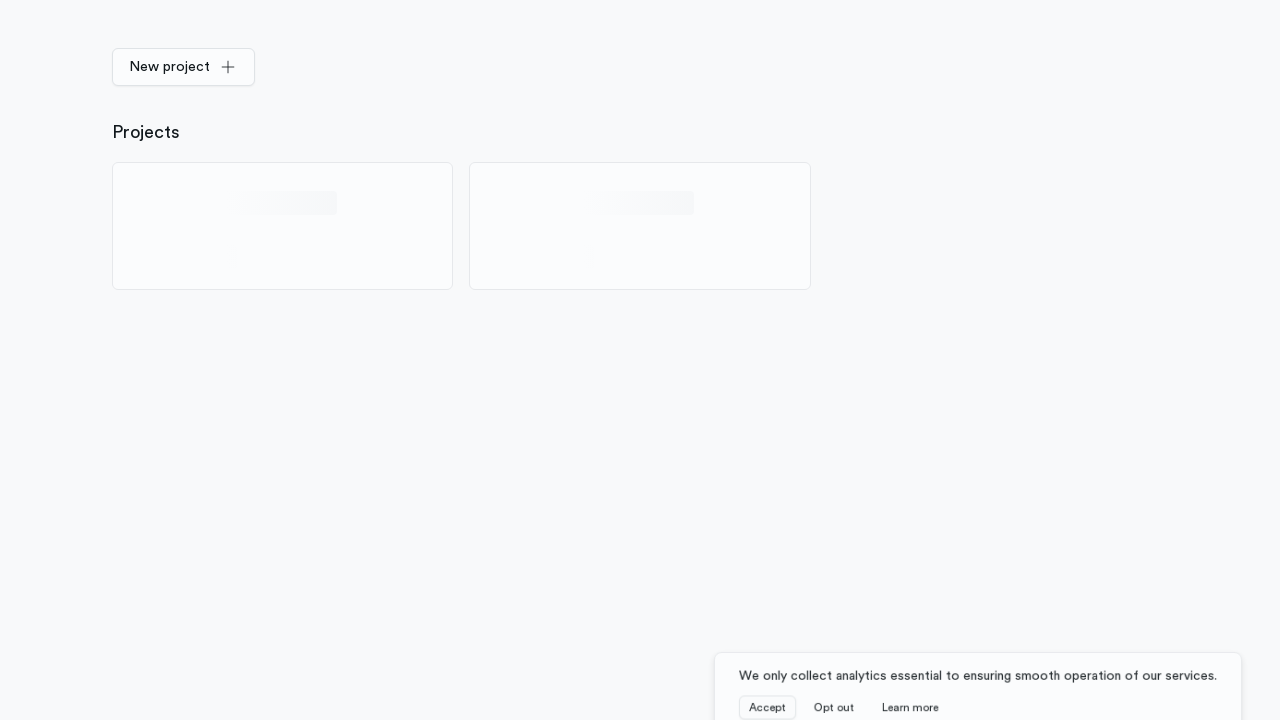 New project
Projects
We only collect analytics essential to ensuring smooth operation of our services.
Accept Opt out Learn more